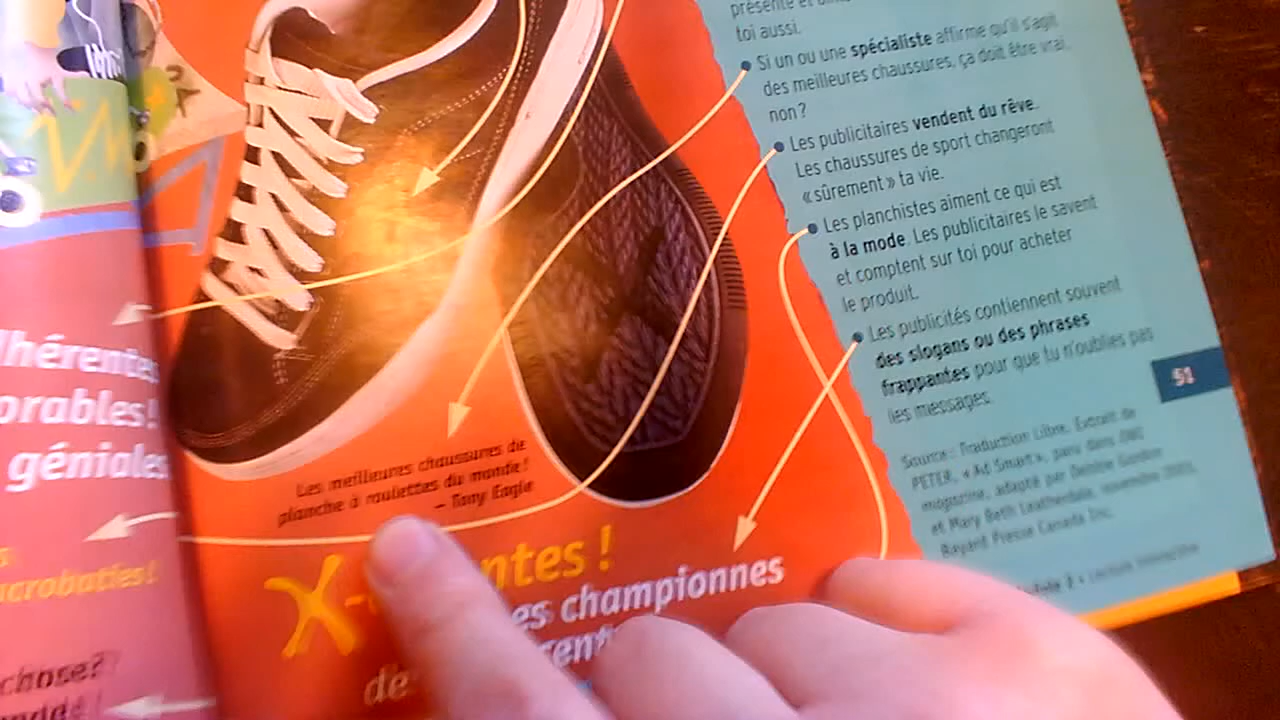 toi aussi.
Si un ou une spécialiste affirme qu'il s'agit
des meilleures chaussures, ça doit être vrai,
non?
Les publicitaires vendent du rêve.
Les chaussures de sport changeront
« sûrement » ta vie.
Les planchistes aiment ce qui est
à la mode. Les publicitaires le savent
et comptent sur toi pour acheter
le produit.
Les publicités contiennent souvent
des slogans ou des phrases
frappantes pour que tu n'oublies pas
les messages.
51
Source : Traduction libre. Extrait de
PETER, « Ad Smart », paru dans OWL
magazine, adapté par Denise Gordon
et Mary Beth Leatherdale, novembre
Bayard Presse Canada Inc.
Les meilleures chaussures de
planche à roulettes du monde!
– Tony Eagle
ntes!
es championnes
géniales
acrobaties!
chose?